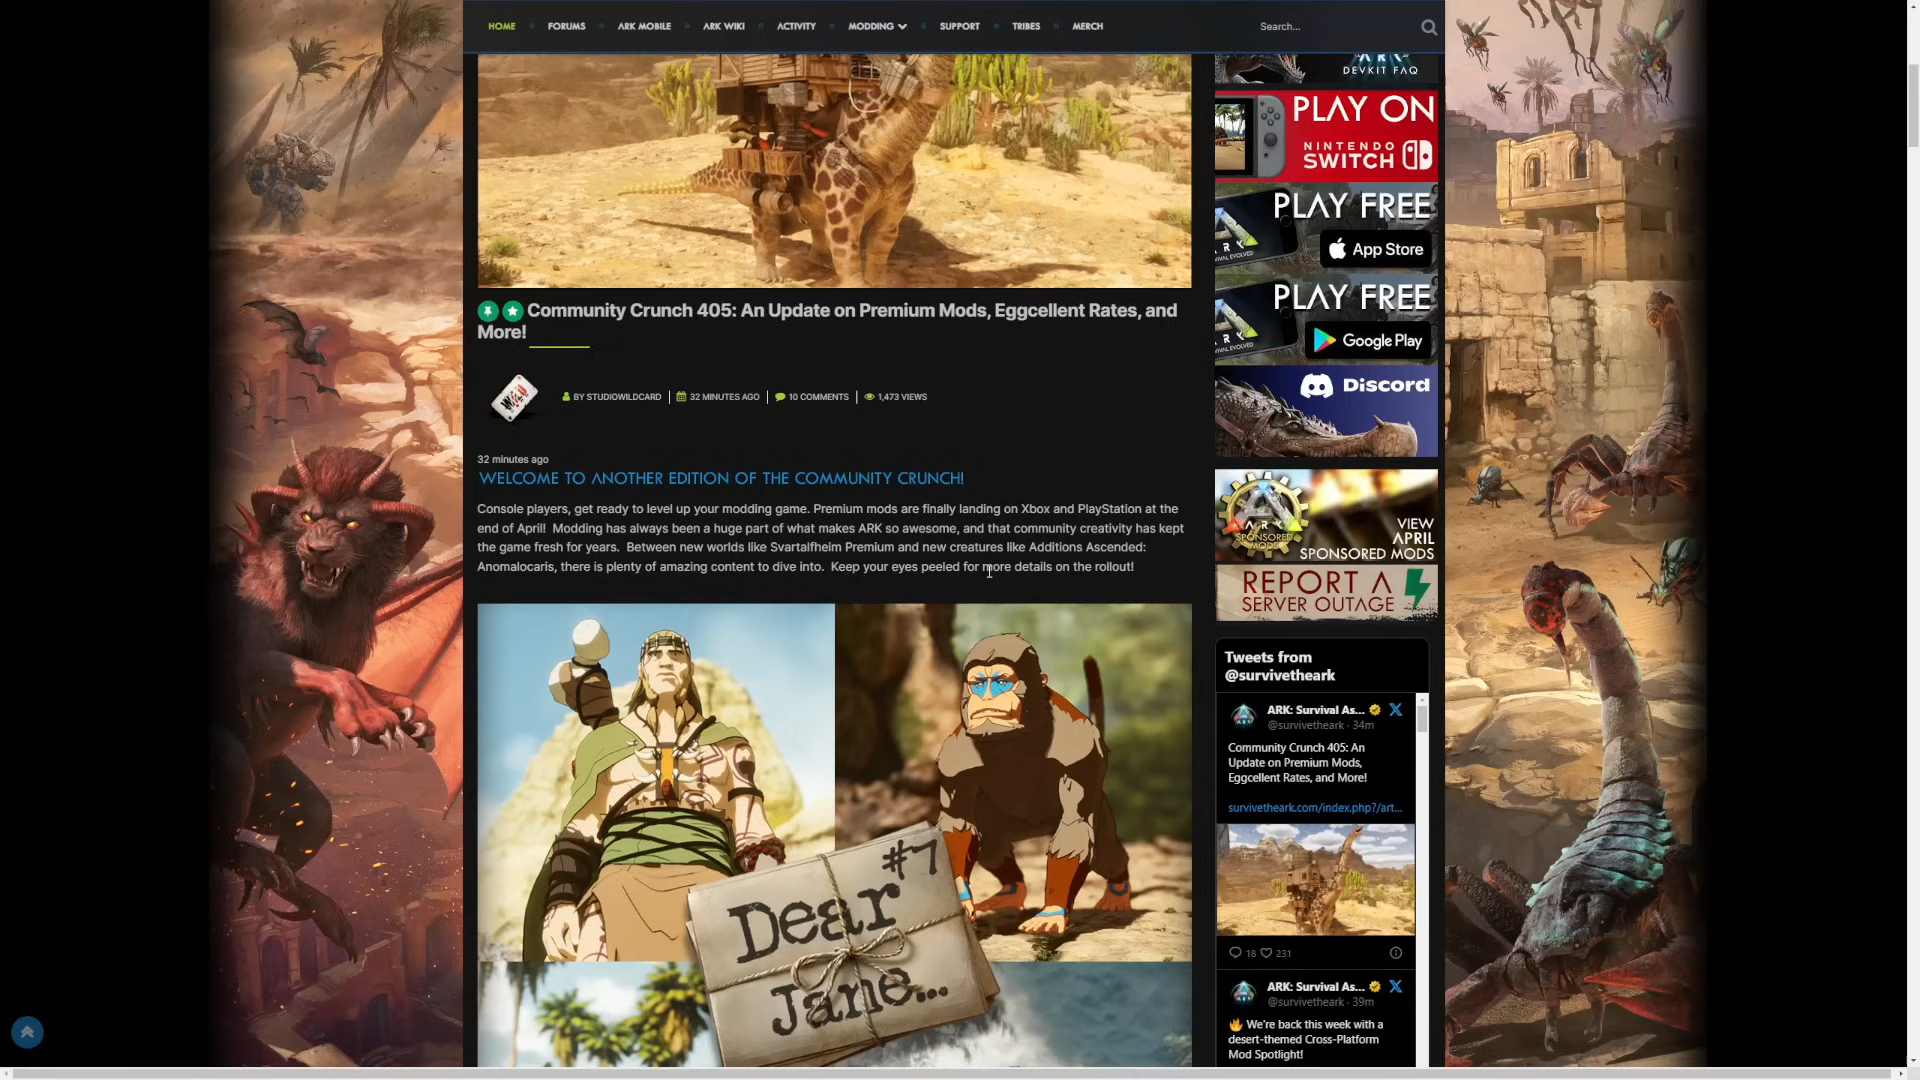 HOME
FORUMS
ARK MOBILE
ARK WIKI
ACTIVITY
MODDING
SUPPORT
TRIBES
MERCH
Search...
Community Crunch 405: An Update on Premium Mods, Eggcellent Rates, and
More!
BY STUDIOWILDCARD
32 MINUTES AGO
10 COMMENTS
1,473 VIEWS
32 minutes ago
WELCOME TO ANOTHER EDITION OF THE COMMUNITY CRUNCH!
Console players, get ready to level up your modding game. Premium mods are finally landing on Xbox and PlayStation at the
end of April!  Modding has always been a huge part of what makes ARK so awesome, and that community creativity has kept
the game fresh for years.  Between new worlds like Svartalfheim Premium and new creatures like Additions Ascended:
Anomalocaris, there is plenty of amazing content to dive into.  Keep your eyes peeled for more details on the rollout!
#7
Dear
Jane...
DEVKIT FAQ
PLAY ON
NINTENDO
SWITCH
PLAY FREE
App Store
PLAY FREE
Google Play
Discord
ARK
SPONSORED
MODS
VIEW
APRIL
SPONSORED MODS
REPORT A
SERVER OUTAGE
Tweets from
@survivetheark
ARK: Survival As...
@survivetheark · 34m
Community Crunch 405: An
Update on Premium Mods,
Eggcellent Rates, and More!
survivetheark.com/index.php?/art...
18
231
ARK: Survival As...
@survivetheark · 39m
🔥 We're back this week with a
desert-themed Cross-Platform
Mod Spotlight!